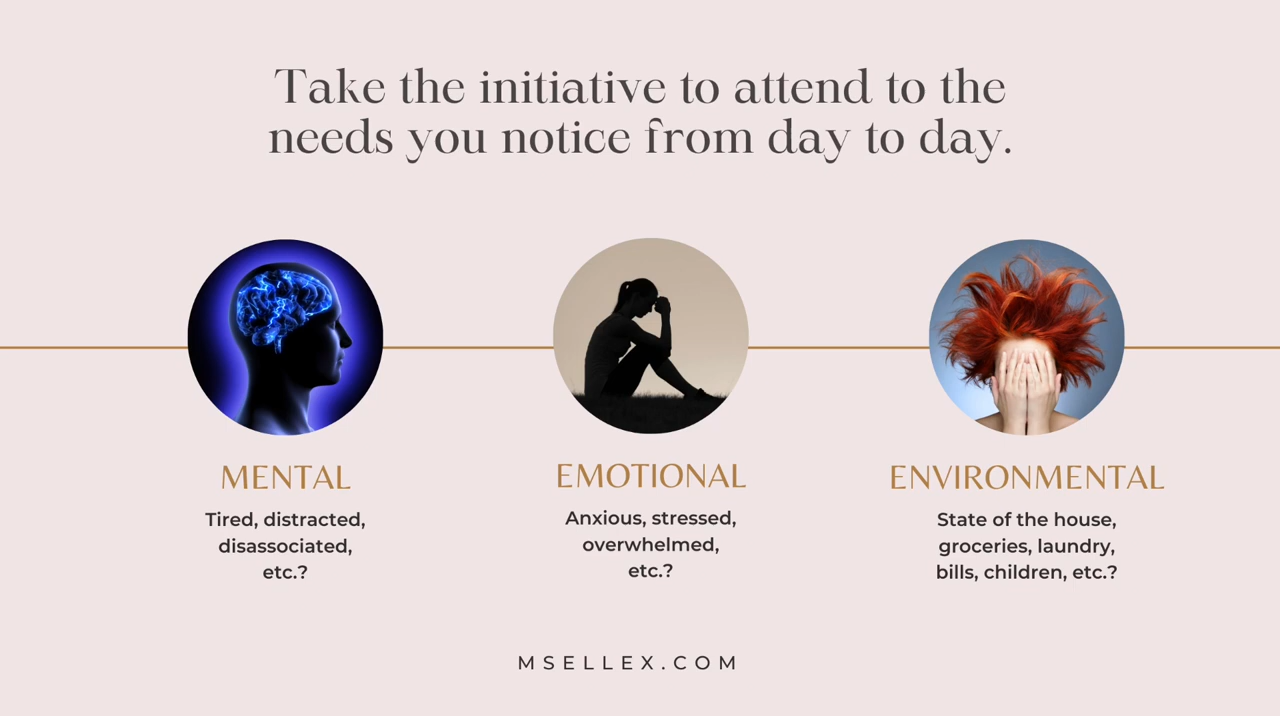 Take the initiative to attend to the
needs you notice from day to day.
MENTAL
Tired, distracted,
disassociated,
etc.?
EMOTIONAL
Anxious, stressed,
overwhelmed,
etc.?
ENVIRONMENTAL
State of the house,
groceries, laundry,
bills, children, etc.?
MSELLEX.COM